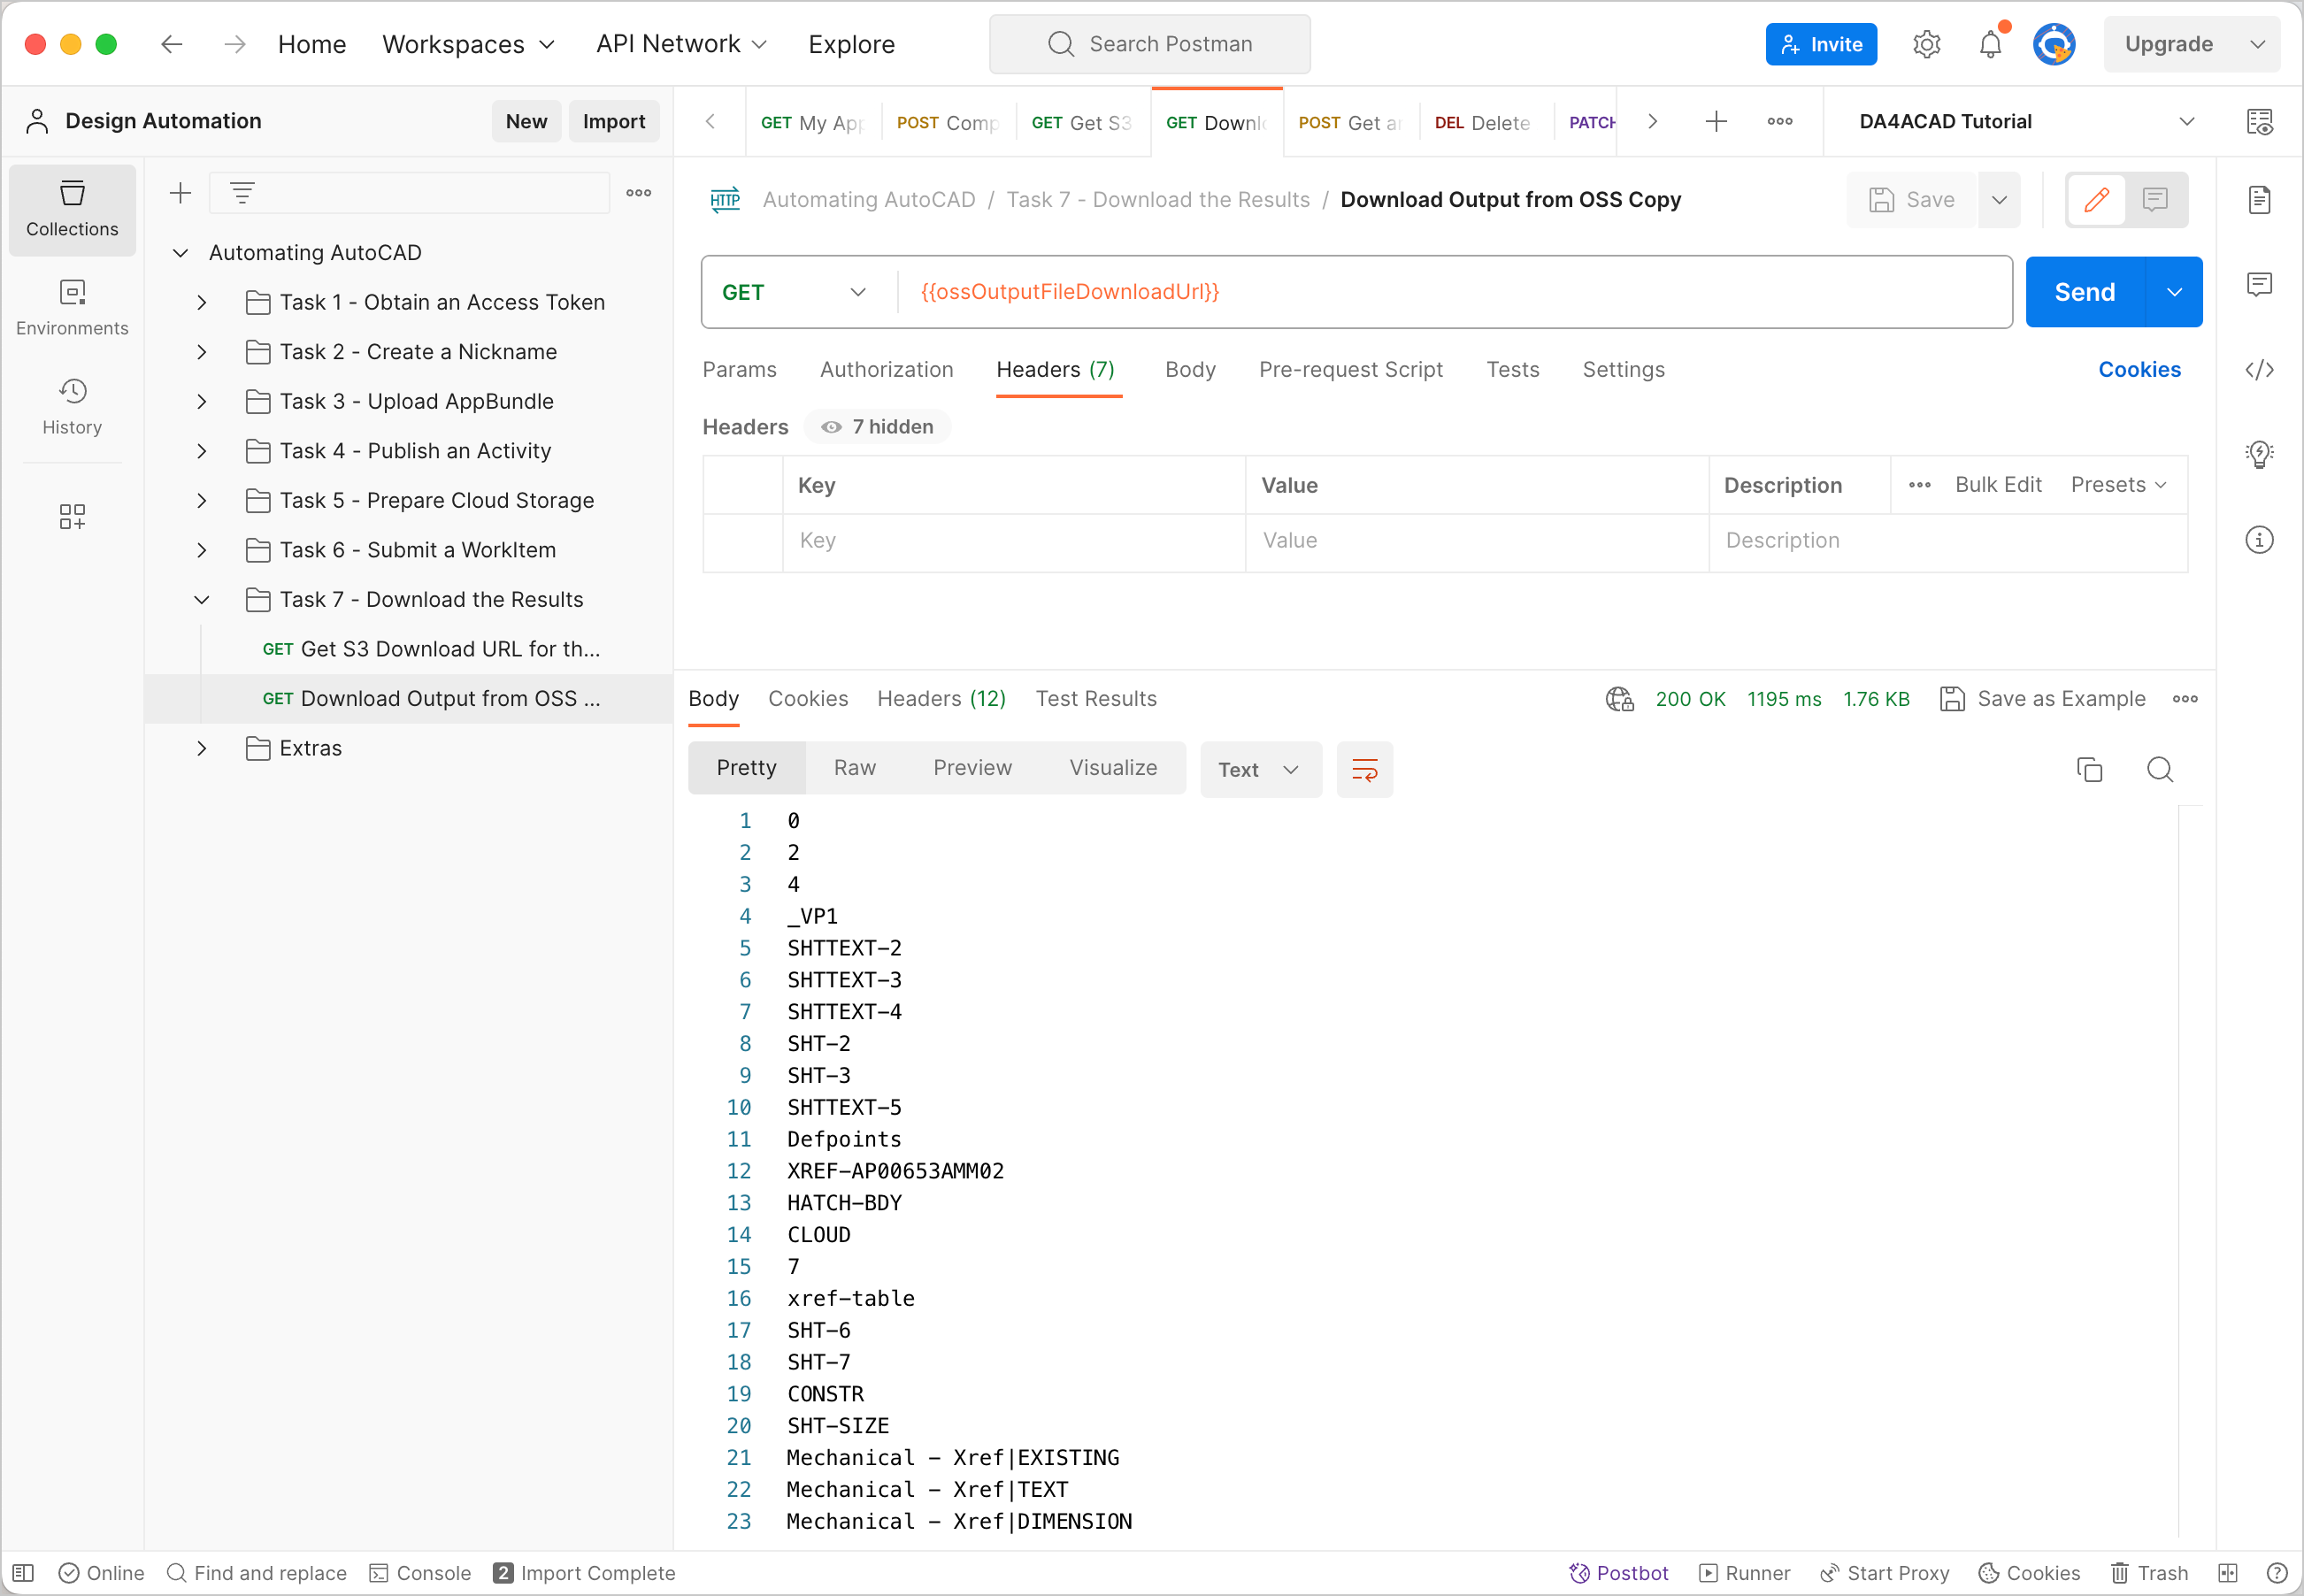 Home Workspaces API Network Explore Search Postman Invite Upgrade
Design Automation New Import GET My App POST Comp GET Get S3 GET Downlo POST Get a DEL Delete PATCH DA4ACAD Tutorial
Collections
Environments
History
Automating AutoCAD
Task 1 - Obtain an Access Token
Task 2 - Create a Nickname
Task 3 - Upload AppBundle
Task 4 - Publish an Activity
Task 5 - Prepare Cloud Storage
Task 6 - Submit a WorkItem
Task 7 - Download the Results
GET Get S3 Download URL for th...
GET Download Output from OSS ...
Extras
HTTP Automating AutoCAD / Task 7 - Download the Results / Download Output from OSS Copy Save
GET {{ossOutputFileDownloadUrl}} Send
Params Authorization Headers (7) Body Pre-request Script Tests Settings Cookies
Headers 7 hidden
Key Value Description Bulk Edit Presets
Key Value Description
Body Cookies Headers (12) Test Results 200 OK 1195 ms 1.76 KB Save as Example
Pretty Raw Preview Visualize Text
1 0
2 2
3 4
4 _VP1
5 SHTTEXT-2
6 SHTTEXT-3
7 SHTTEXT-4
8 SHT-2
9 SHT-3
10 SHTTEXT-5
11 Defpoints
12 XREF-AP00653AMM02
13 HATCH-BDY
14 CLOUD
15 7
16 xref-table
17 SHT-6
18 SHT-7
19 CONSTR
20 SHT-SIZE
21 Mechanical - Xref|EXISTING
22 Mechanical - Xref|TEXT
23 Mechanical - Xref|DIMENSION
Online Find and replace Console 2 Import Complete Postbot Runner Start Proxy Cookies Trash